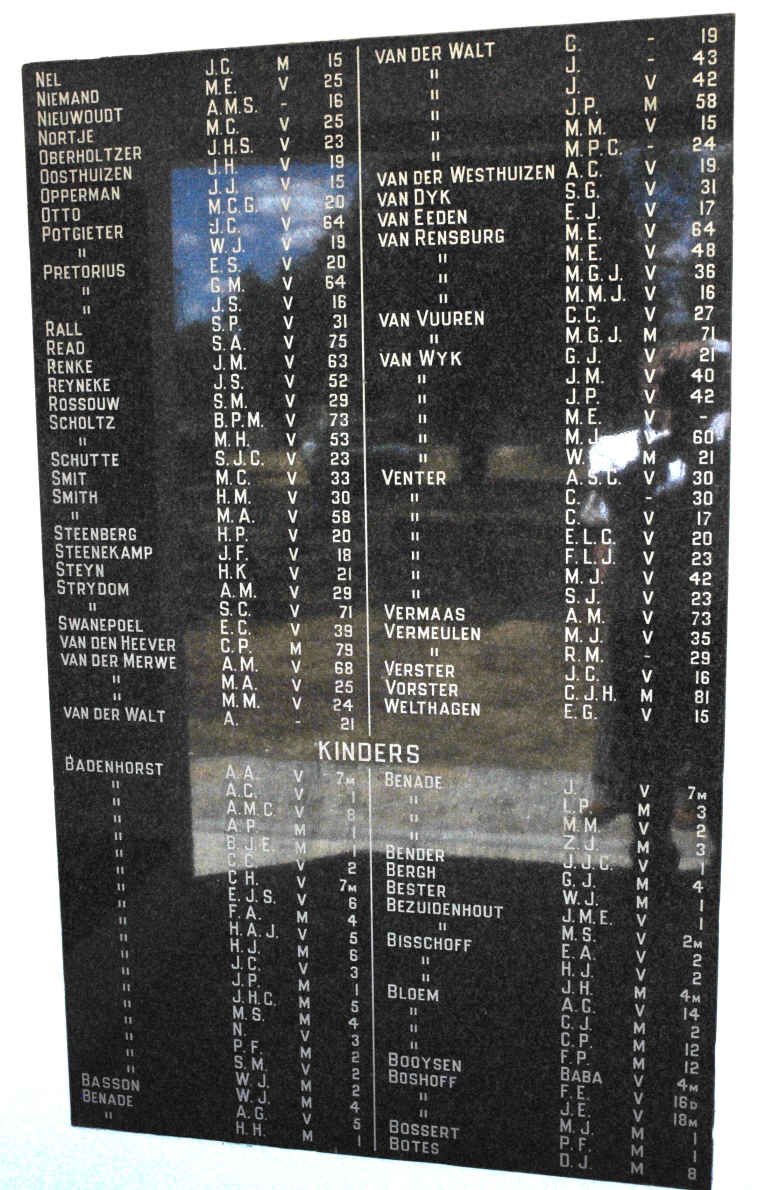 NEL J.C. M 15
NIEMAND M.E. V 25
NIEUWOUDT A.M.S. - 16
NORTJE M.C. V 25
OBERHOLTZER J.H.S. V 23
OOSTHUIZEN J.H. V 19
OPPERMAN J.J. V 15
OTTO M.C.G. V 20
POTGIETER J.C. V 64
" W.J. V 19
PRETORIUS E.S. V 20
" G.M. V 64
" J.S. V 16
RALL S.P. V 31
READ S.A. V 75
RENKE J.M. V 63
REYNEKE J.S. V 52
ROSSOUW S.M. V 29
SCHOLTZ B.P.M. V 73
" M.H. V 53
SCHUTTE S.J.C. V 23
SMIT M.C. V 33
SMITH H.M. V 30
" M.A. V 58
STEENBERG H.P. V 20
STEENEKAMP J.F. V 18
STEYN H.K V 21
STRYDOM A.M. V 29
" S.C. V 71
SWANEPOEL E.C. V 39
VAN DEN HEEVER C.P. M 79
VAN DER MERWE A.M. V 68
" M.A. V 25
" M.M. V 24
VAN DER WALT A. - 21
VAN DER WALT C. - 19
" J. - 43
" J. V 42
" J.P. M 58
" M.M. V 15
" M.P.C. - 24
VAN DER WESTHUIZEN A.C. V 19
VAN DYK S.G. V 31
VAN EEDEN E.J. V 17
VAN RENSBURG M.E. V 64
" M.E. V 48
" M.G.J. V 36
" M.M.J. V 16
VAN VUUREN C.C. V 27
" M.G.J. M 71
VAN WYK G.J. V 21
" J.M. V 40
" J.P. V 42
" M.E. V -
" M.J. V 60
" W. M 21
VENTER A.S.C. V 30
" C. - 30
" C. V 17
" E.L.C. V 20
" F.L.J. V 23
" M.J. V 42
" S.J. V 23
VERMAAS A.M. V 73
VERMEULEN M.J. V 35
" R.M. - 29
VERSTER J.C. V 16
VORSTER C.J.H. M 81
WELTHAGEN E.G. V 15
KINDERS
BADENHORST A.A. V 7M
" A.C. V 1
" A.M.C V 8
" A.P. M 1
" B.J.E. M 1
" C.C. V 2
" C.H. V 7M
" E.J.S. V 6
" F.A. M 4
" H.A.J. V 5
" H.J. M 6
" J.C. V 3
" J.P. M 1
" J.H.C. M 5
" M.S. V 4
" N. V 3
" P.F. M 2
" S.M. V 2
" W.J. M 2
BASSON W.J. M 4
BENADE A.G. V 5
" H.H. M 1
BENADE J. V 7M
" L.P. M 3
" M.M. V 2
" Z.J. M 3
BENDER J.J.C. V 1
BERGH G.J. M 4
BESTER W.J. M 1
BEZUIDENHOUT J.M.E. V 1
" M.S. V 2M
BISSCHOFF E.A. V 2
" H.J. V 2
" J.H. M 4M
BLOEM A.G. V 14
" C.J. M 2
" C.P. M 12
" F.P. M 12
BOOYSEN BABA V 4M
BOSHOFF F.E. V 16D
" J.E. V 18M
" M.J. M 1
BOSSERT P.F. M 1
BOTES D.J. M 8